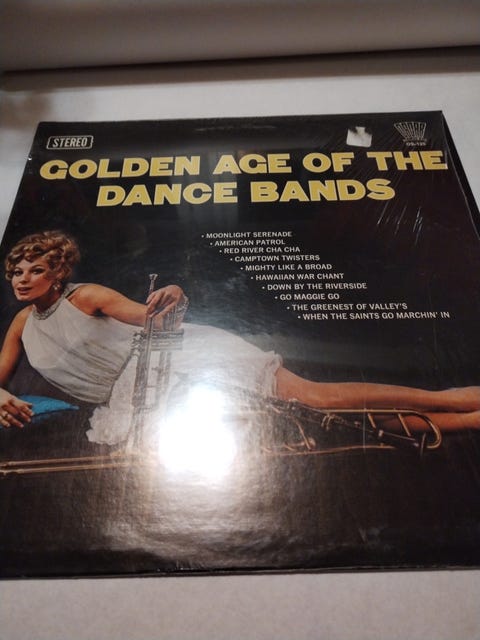 STEREO
OS-125
GOLDEN AGE OF THE
DANCE BANDS
• MOONLIGHT SERENADE
• AMERICAN PATROL
• RED RIVER CHA CHA
• CAMPTOWN TWISTERS
• MIGHTY LIKE A BROAD
• HAWAIIAN WAR CHANT
• DOWN BY THE RIVERSIDE
• GO MAGGIE GO
• THE GREENEST OF VALLEY'S
• WHEN THE SAINTS GO MARCHIN' IN